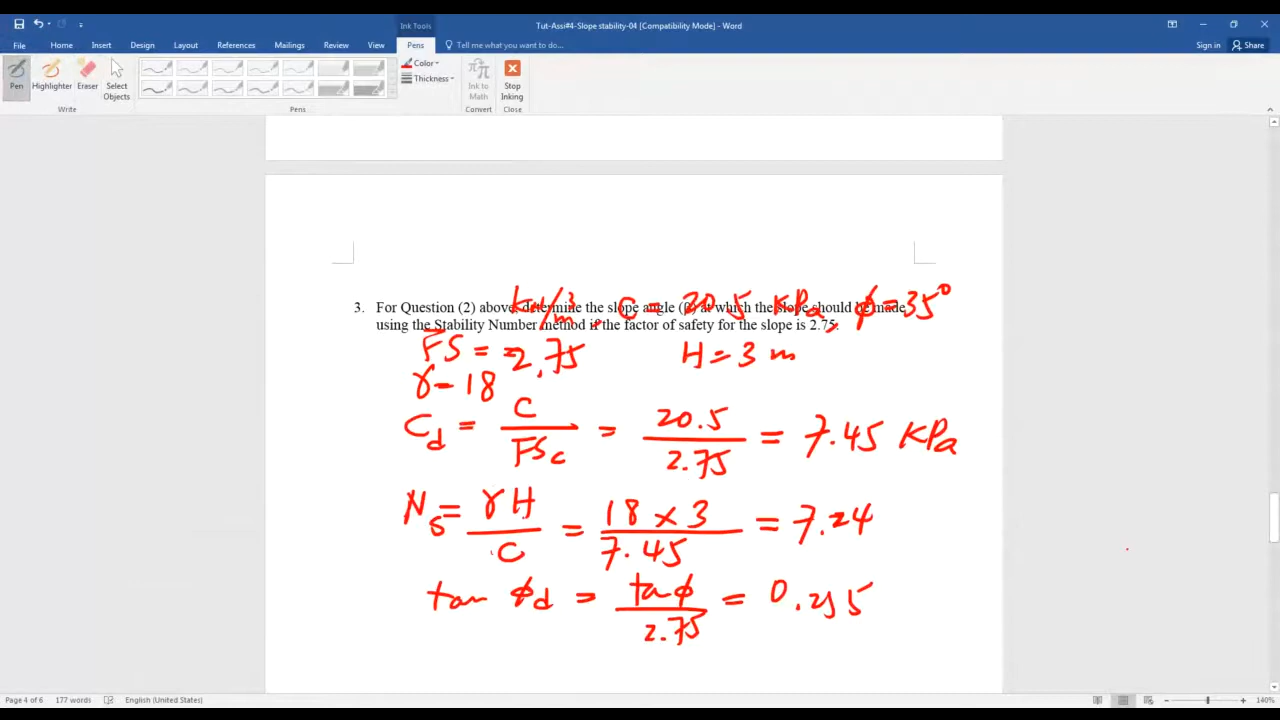 Ink Tools
Tut-Assi#4-Slope stability-04 [Compatibility Mode] - Word
File Home Insert Design Layout References Mailings Review View Pens Tell me what you want to do... Sign in Share
Pen Highlighter Eraser Select Objects
Color
Thickness
Ink to Math
Stop Inking
Write Pens Convert Close
kN/m³, C = 20.5 KPa, ϕ = 35°
3. For Question (2) above, determine the slope angle (β) at which the slope should be made
using the Stability Number method if the factor of safety for the slope is 2.75.
FS = 2.75 H = 3 m
γ = 18
Cd = C / FSc = 20.5 / 2.75 = 7.45 KPa
Ns = γH / C = 18 × 3 / 7.45 = 7.24
tan ϕd = tan ϕ / 2.75 = 0.255
Page 4 of 6 177 words English (United States) 140%